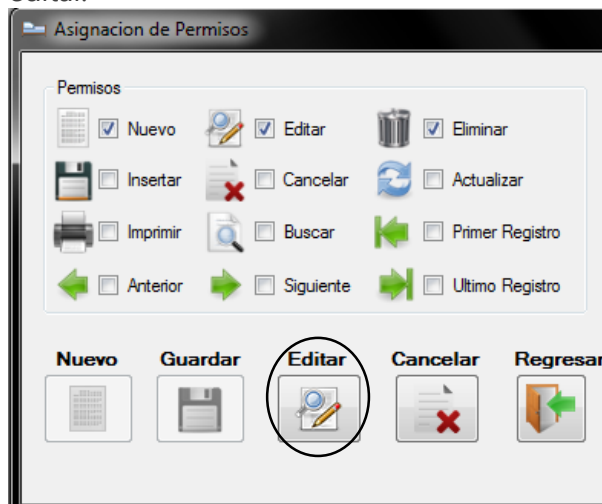 Asignacion de Permisos
Permisos
Nuevo Editar Eliminar
Insertar Cancelar Actualizar
Imprimir Buscar Primer Registro
Anterior Siguiente Ultimo Registro
Nuevo Guardar Editar Cancelar Regresar